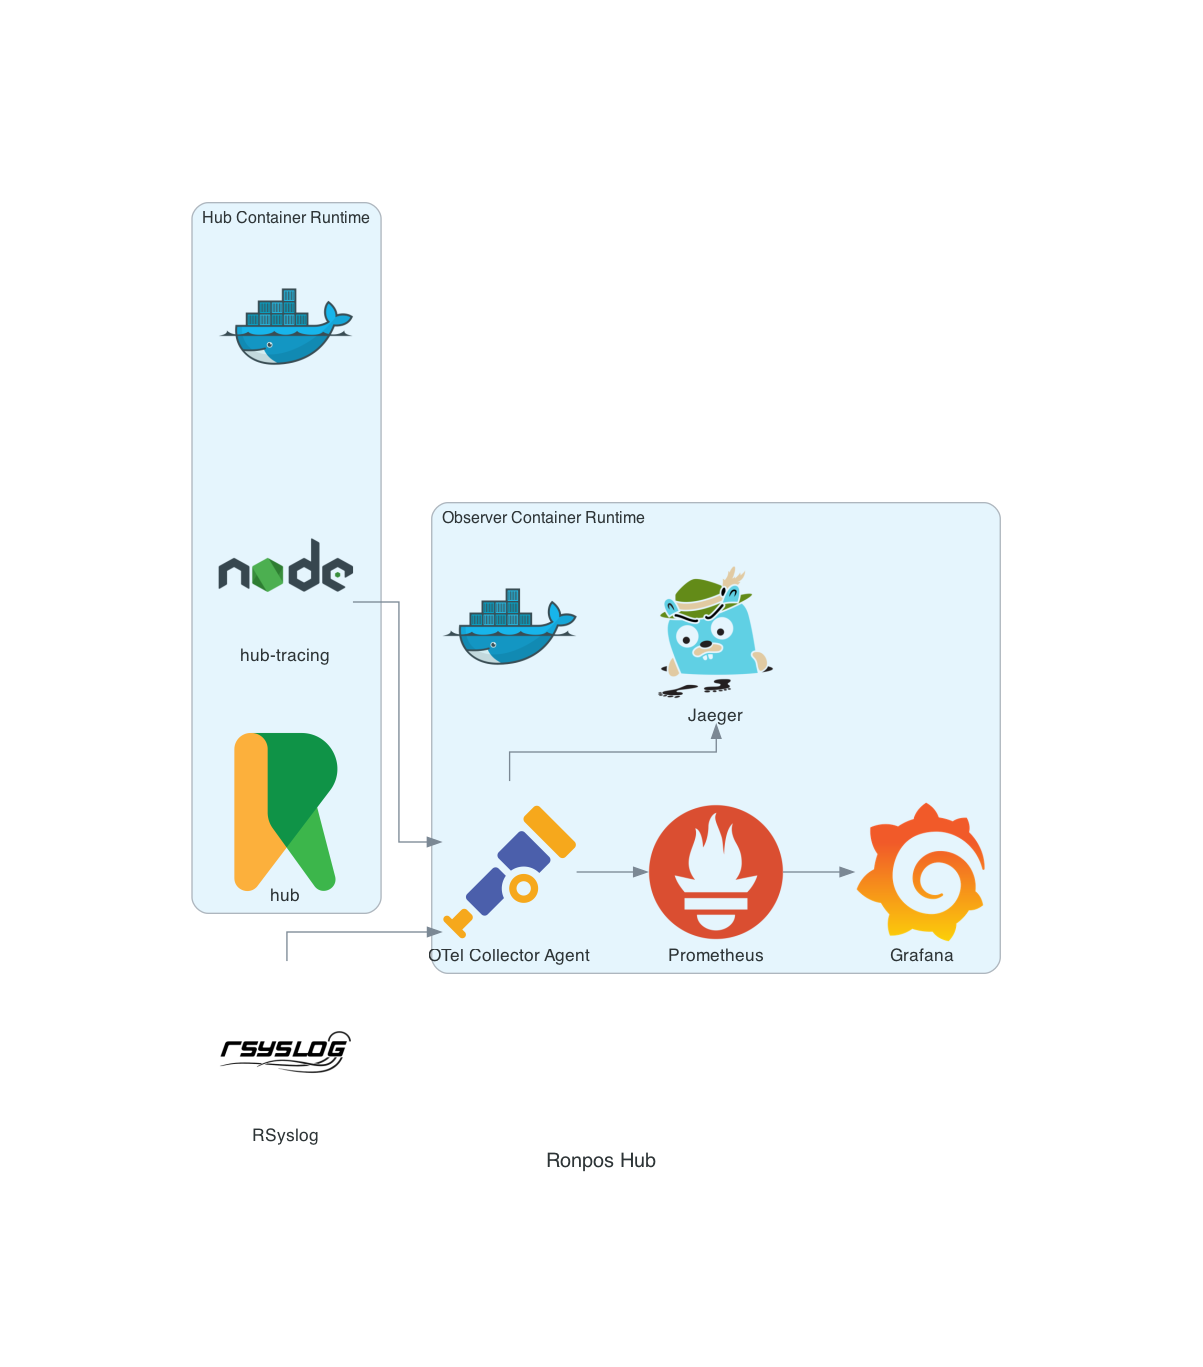 Hub Container Runtime
node
hub-tracing
hub
Observer Container Runtime
Jaeger
OTel Collector Agent
Prometheus
Grafana
RSYSLOG
RSyslog
Ronpos Hub